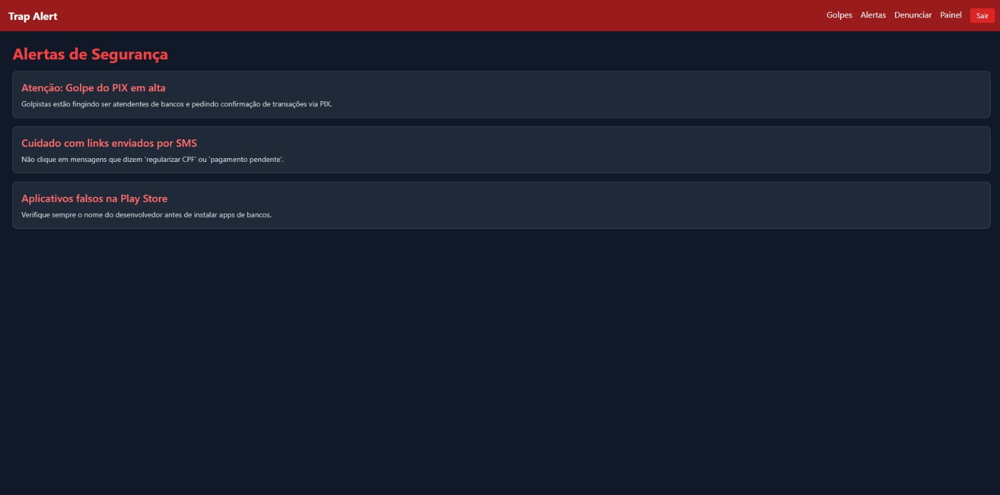 Trap Alert
Golpes Alertas Denunciar Painel Sair
Alertas de Segurança
Atenção: Golpe do PIX em alta
Golpistas estão fingindo ser atendentes de bancos e pedindo confirmação de transações via PIX.
Cuidado com links enviados por SMS
Não clique em mensagens que dizem 'regularizar CPF' ou 'pagamento pendente'.
Aplicativos falsos na Play Store
Verifique sempre o nome do desenvolvedor antes de instalar apps de bancos.